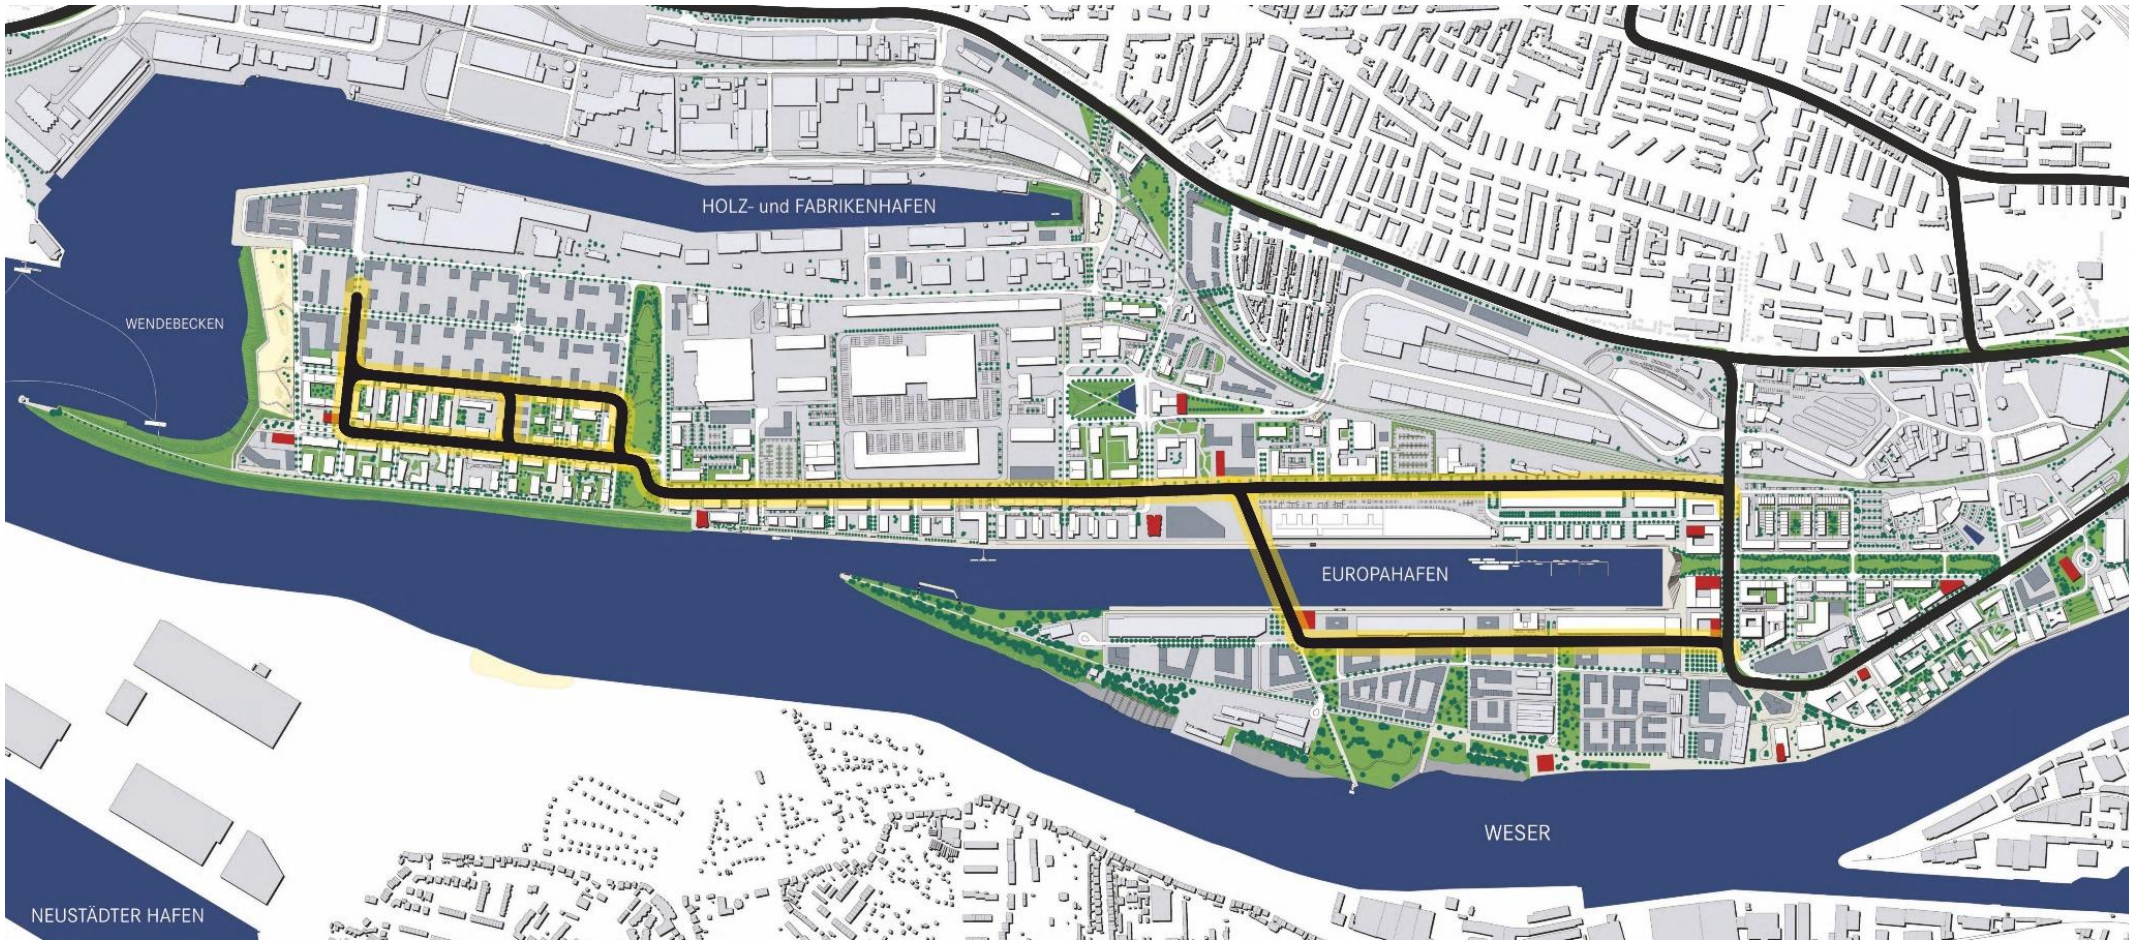 HOLZ- und FABRIKENHAFEN
WENDEBECKEN
EUROPAHAFEN
WESER
NEUSTÄDTER HAFEN